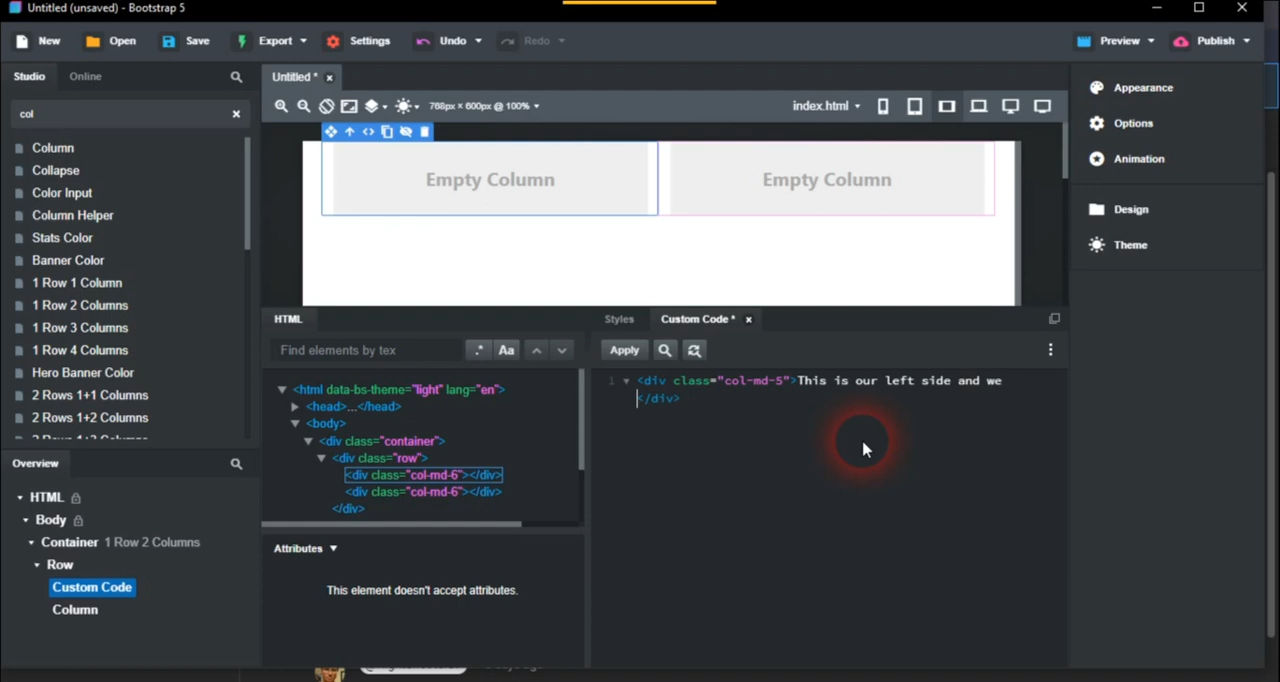 Untitled (unsaved) - Bootstrap 5
New Open Save Export Settings Undo Redo Preview Publish
Studio Online
Untitled *
col
768px × 600px @ 100%
index.html
Appearance
Options
Animation
Design
Theme
Column
Collapse
Color Input
Column Helper
Stats Color
Banner Color
1 Row 1 Column
1 Row 2 Columns
1 Row 3 Columns
1 Row 4 Columns
Hero Banner Color
2 Rows 1+1 Columns
2 Rows 1+2 Columns
2 Rows 1+3 Columns
Empty Column Empty Column
Overview
HTML
Body
Container 1 Row 2 Columns
Row
Custom Code
Column
HTML
Find elements by tex .* Aa
<html data-bs-theme="light" lang="en">
<head>...</head>
<body>
<div class="container">
<div class="row">
<div class="col-md-6"></div>
<div class="col-md-6"></div>
</div>
Attributes
This element doesn't accept attributes.
Styles Custom Code *
Apply
1 <div class="col-md-5">This is our left side and we
</div>